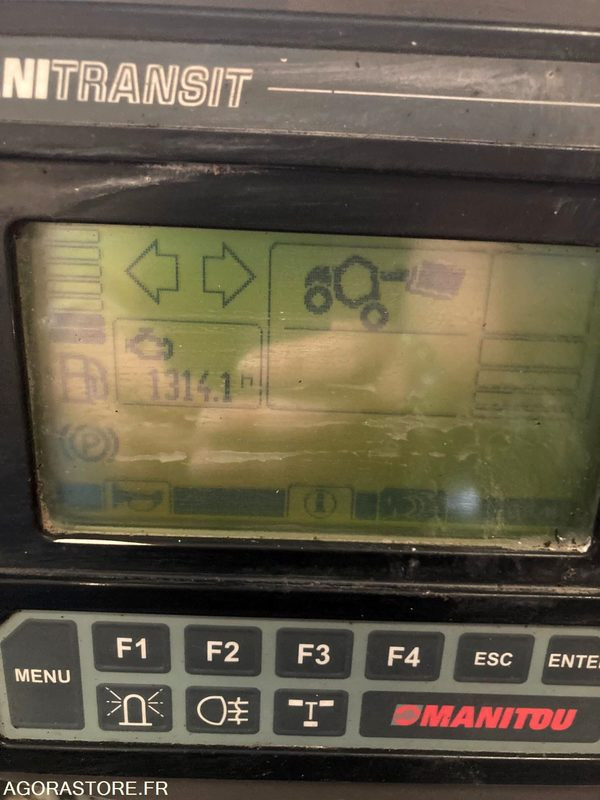 NITRANSIT
1314.1 h
P
F1 F2 F3 F4 ESC ENTE
MENU
MANITOU
AGORASTORE.FR